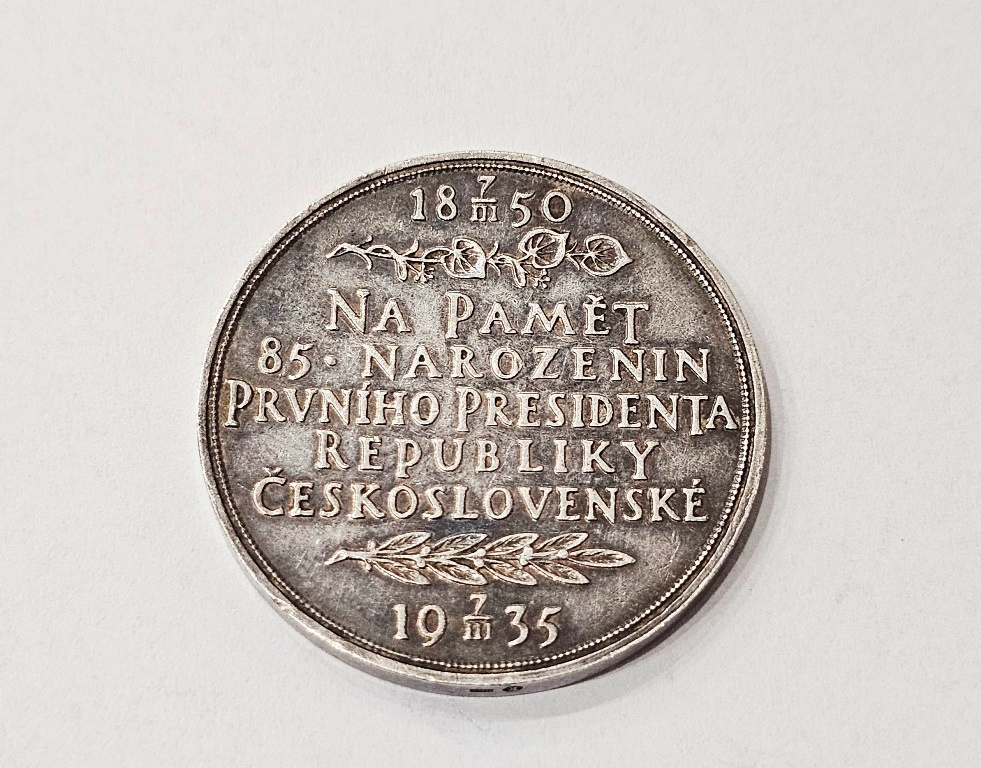 18 7/III 50
NA PAMĚT
85· NAROZENIN
PRVNÍHO PRESIDENTA
REPUBLIKY
ČESKOSLOVENSKÉ
19 7/III 35